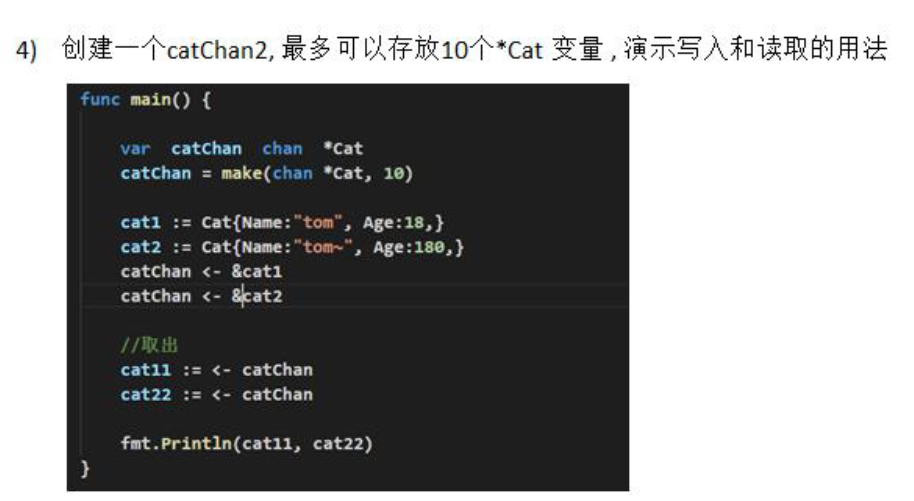 4) 创建一个catChan2, 最多可以存放10个*Cat 变量 , 演示写入和读取的用法
func main() {
var catChan chan *Cat
catChan = make(chan *Cat, 10)
cat1 := Cat{Name:"tom", Age:18,}
cat2 := Cat{Name:"tom~", Age:180,}
catChan <- &cat1
catChan <- &cat2
//取出
cat11 := <- catChan
cat22 := <- catChan
fmt.Println(cat11, cat22)
}